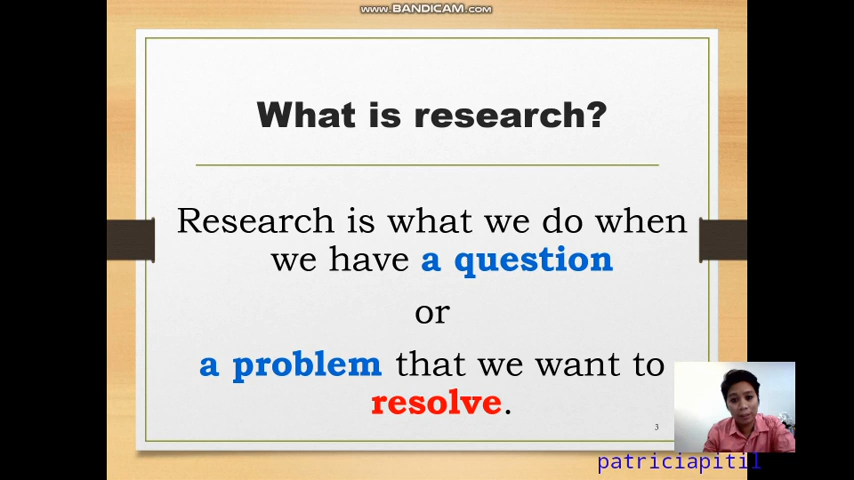 www.BANDICAM.com
What is research?
Research is what we do when
we have a question
or
a problem that we want to
resolve.
3
patriciapitil